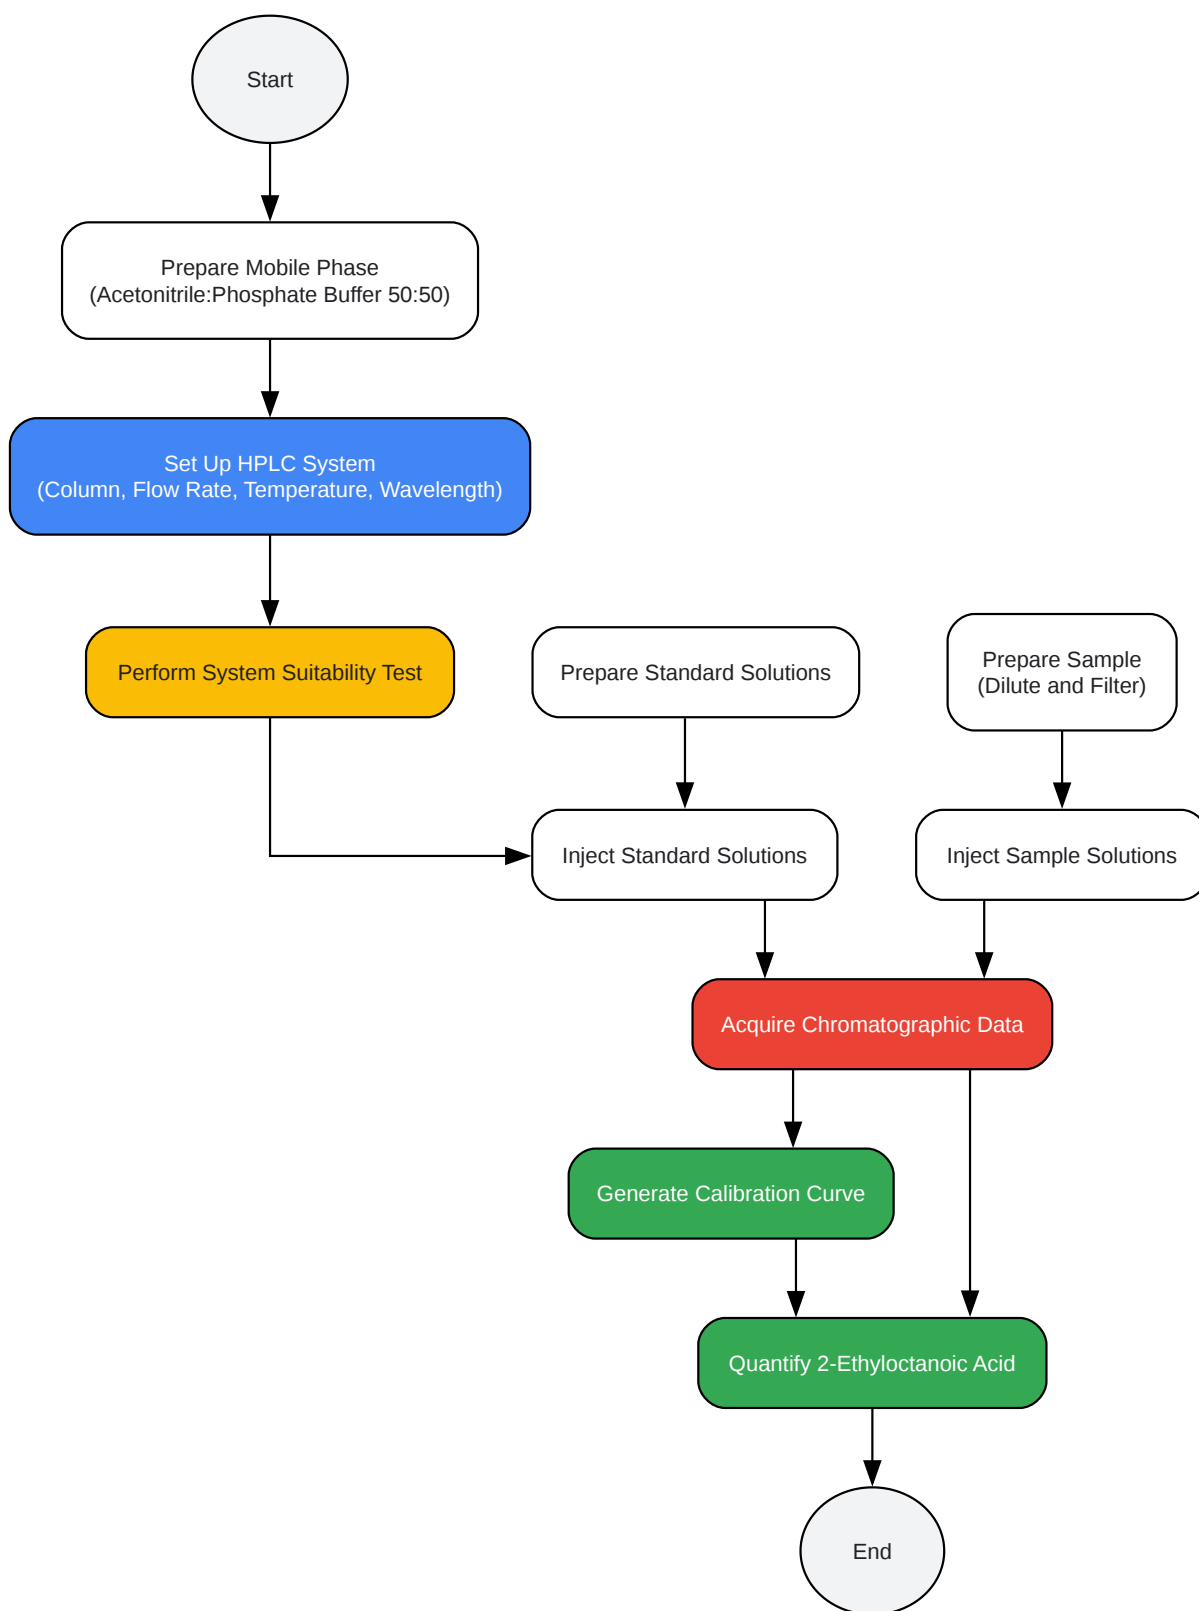 Start
Prepare Mobile Phase
(Acetonitrile:Phosphate Buffer 50:50)
Set Up HPLC System
(Column, Flow Rate, Temperature, Wavelength)
Perform System Suitability Test
Prepare Standard Solutions
Prepare Sample
(Dilute and Filter)
Inject Standard Solutions
Inject Sample Solutions
Acquire Chromatographic Data
Generate Calibration Curve
Quantify 2-Ethyloctanoic Acid
End